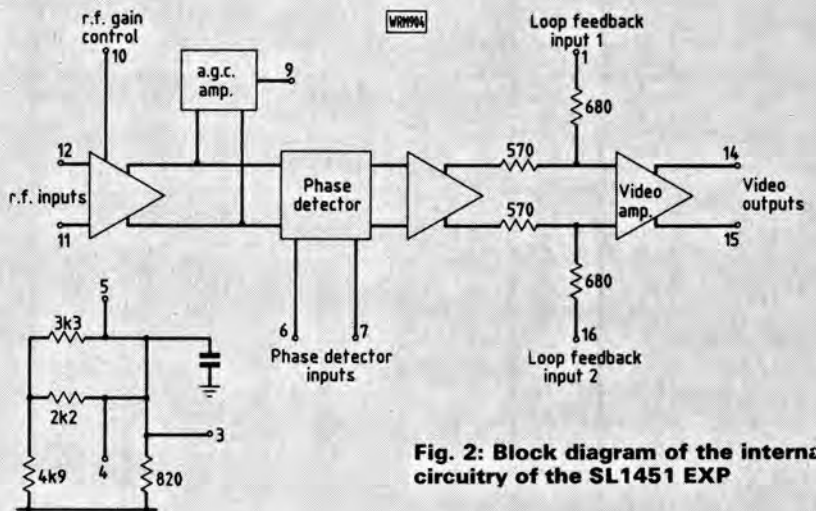 r.f. gain
control
10
WRM904
Loop feedback
input 1
1
a.g.c.
amp.
9
680
12
r.f. inputs
11
Phase
detector
570
570
Video
amp.
14
Video
outputs
15
680
5
3k3
6
7
Phase detector
inputs
16
Loop feedback
input 2
2k2
3
4
4k9
820
Fig. 2: Block diagram of the interna
circuitry of the SL1451 EXP